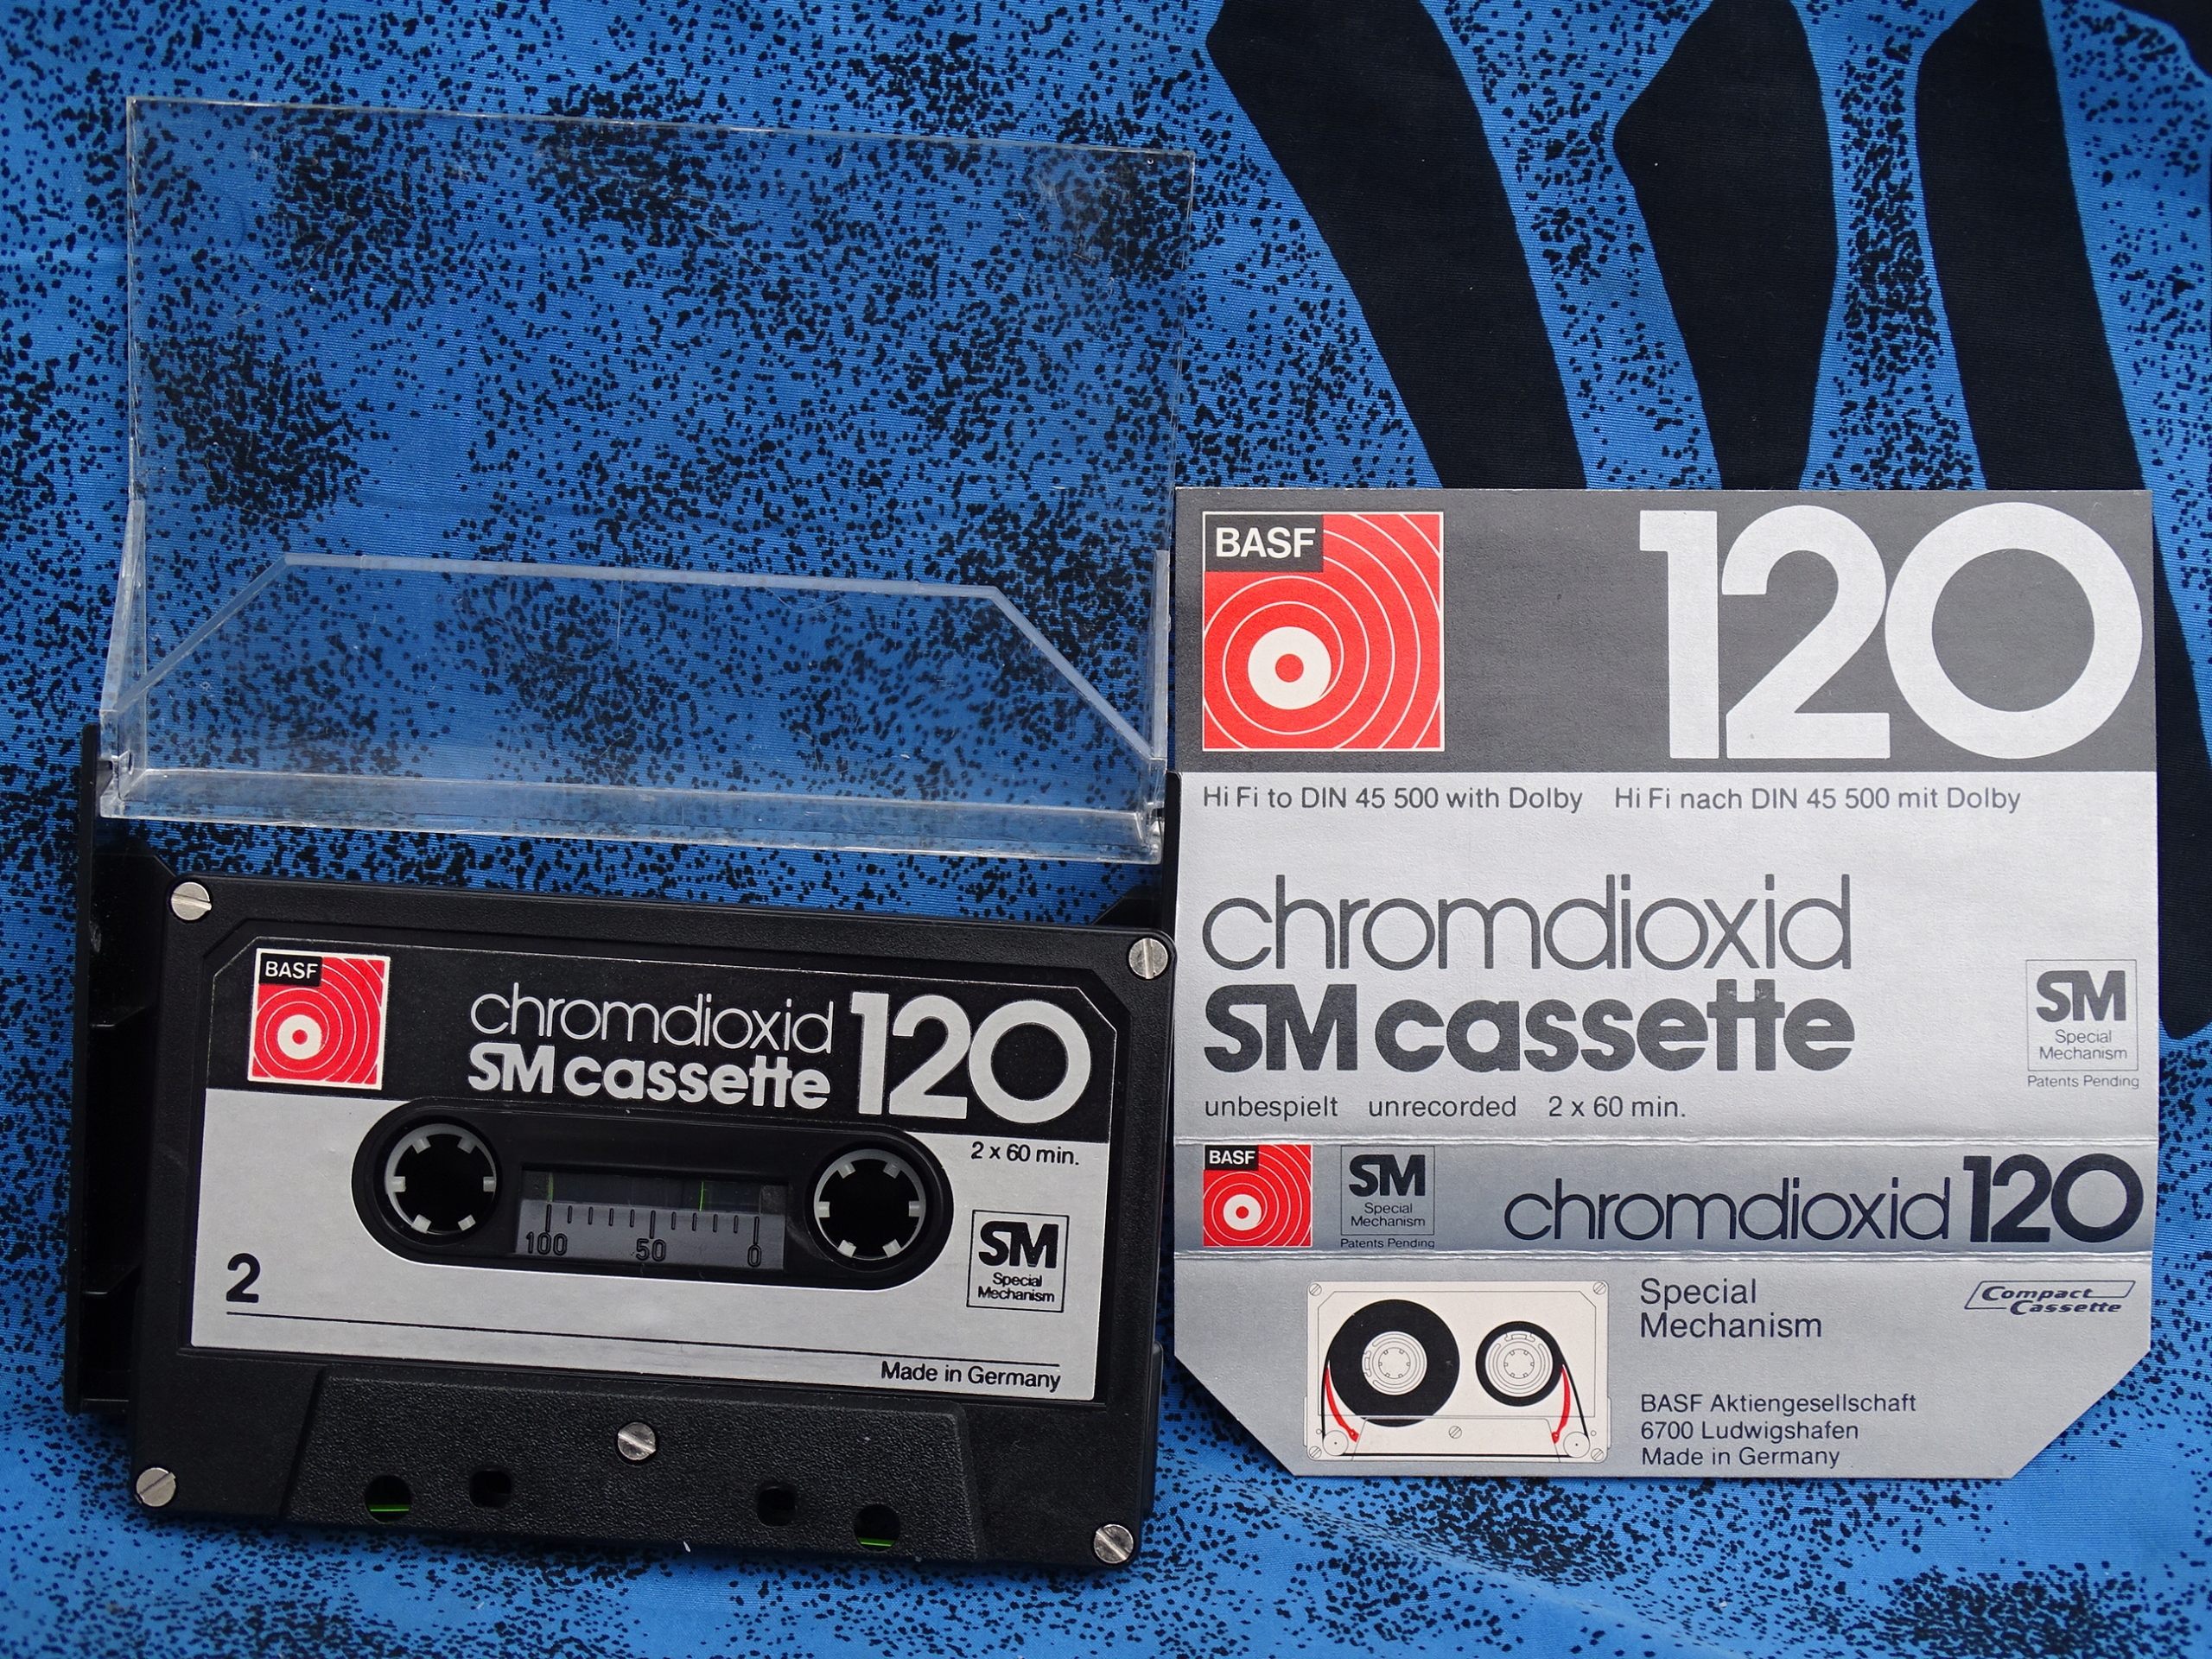 BASF
chromdioxid 120
SM cassette
2 x 60 min.
100 50 0
2
SM
Special
Mechanism
Made in Germany
BASF 120
Hi Fi to DIN 45 500 with Dolby Hi Fi nach DIN 45 500 mit Dolby
chromdioxid
SM cassette
SM
Special
Mechanism
Patents Pending
unbespielt unrecorded 2 x 60 min.
BASF
SM
Special
Mechanism
Patents Pending
chromdioxid 120
Special
Mechanism
Compact
Cassette
BASF Aktiengesellschaft
6700 Ludwigshafen
Made in Germany